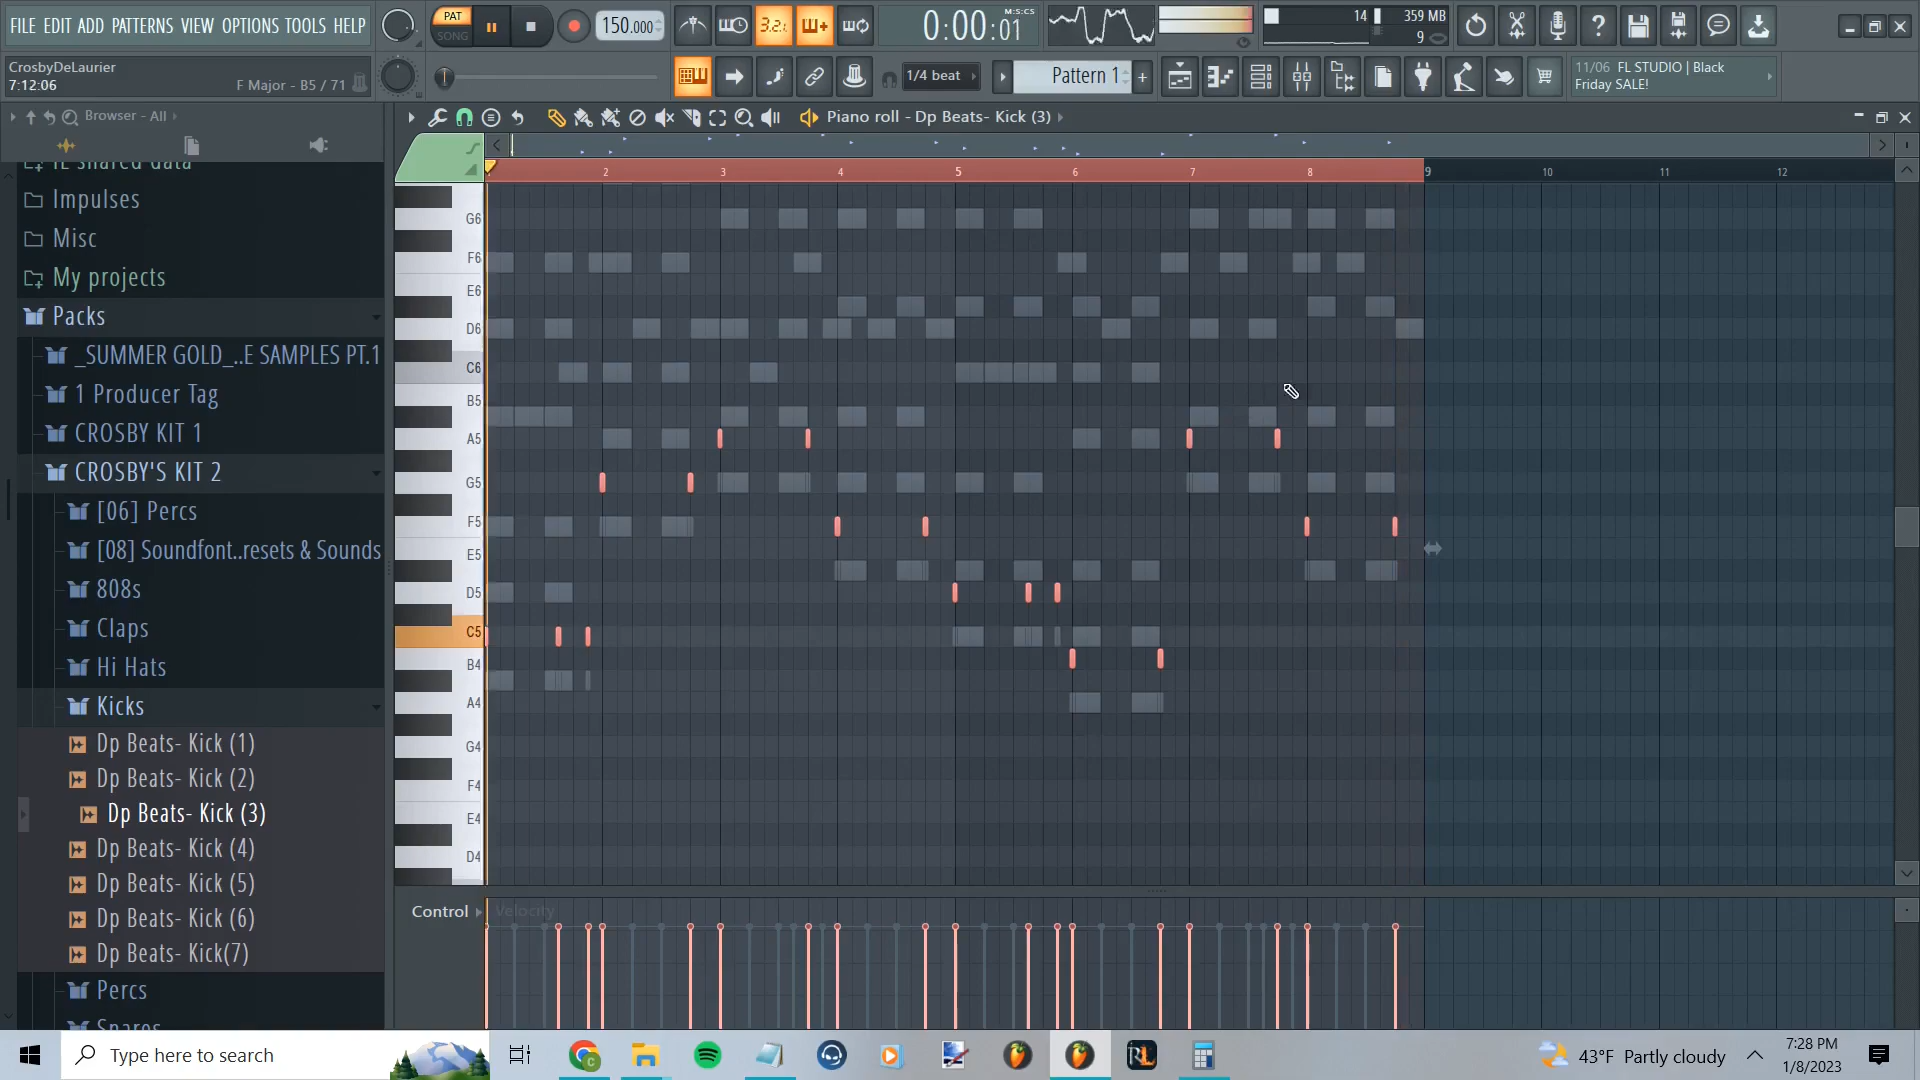 FILE EDIT ADD PATTERNS VIEW OPTIONS TOOLS HELP
PAT
SONG
150.000
3.2.
0:00:01
M:S:CS
14
359 MB
9
CrosbyDeLaurier
7:12:06
F Major - B5 / 71
1/4 beat
Pattern 1
11/06 FL STUDIO | Black
Friday SALE!
Browser - All
Piano roll - Dp Beats- Kick (3)
IL shared data
Impulses
Misc
My projects
Packs
_SUMMER GOLD_..E SAMPLES PT.1
1 Producer Tag
CROSBY KIT 1
CROSBY'S KIT 2
[06] Percs
[08] Soundfont..resets & Sounds
808s
Claps
Hi Hats
Kicks
Dp Beats- Kick (1)
Dp Beats- Kick (2)
Dp Beats- Kick (3)
Dp Beats- Kick (4)
Dp Beats- Kick (5)
Dp Beats- Kick (6)
Dp Beats- Kick(7)
Percs
Snares
2 3 4 5 6 7 8 9 10 11 12
G6
F6
E6
D6
C6
B5
A5
G5
F5
E5
D5
C5
B4
A4
G4
F4
E4
D4
Control
Velocity
Type here to search
43°F Partly cloudy
7:28 PM
1/8/2023